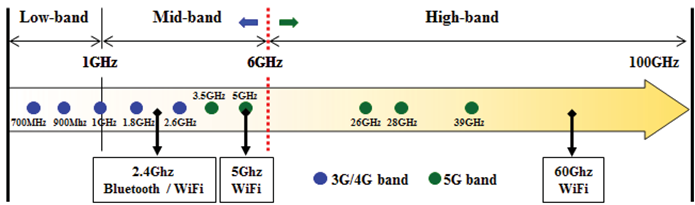 Low-band
Mid-band
High-band
1GHz
6GHz
100GHz
700MHz
900Mhz
1GHz
1.8GHz
2.6GHz
3.5GHz
5GHz
26GHz
28GHz
39GHz
2.4Ghz
Bluetooth / WiFi
5Ghz
WiFi
3G/4G band
5G band
60Ghz
WiFi